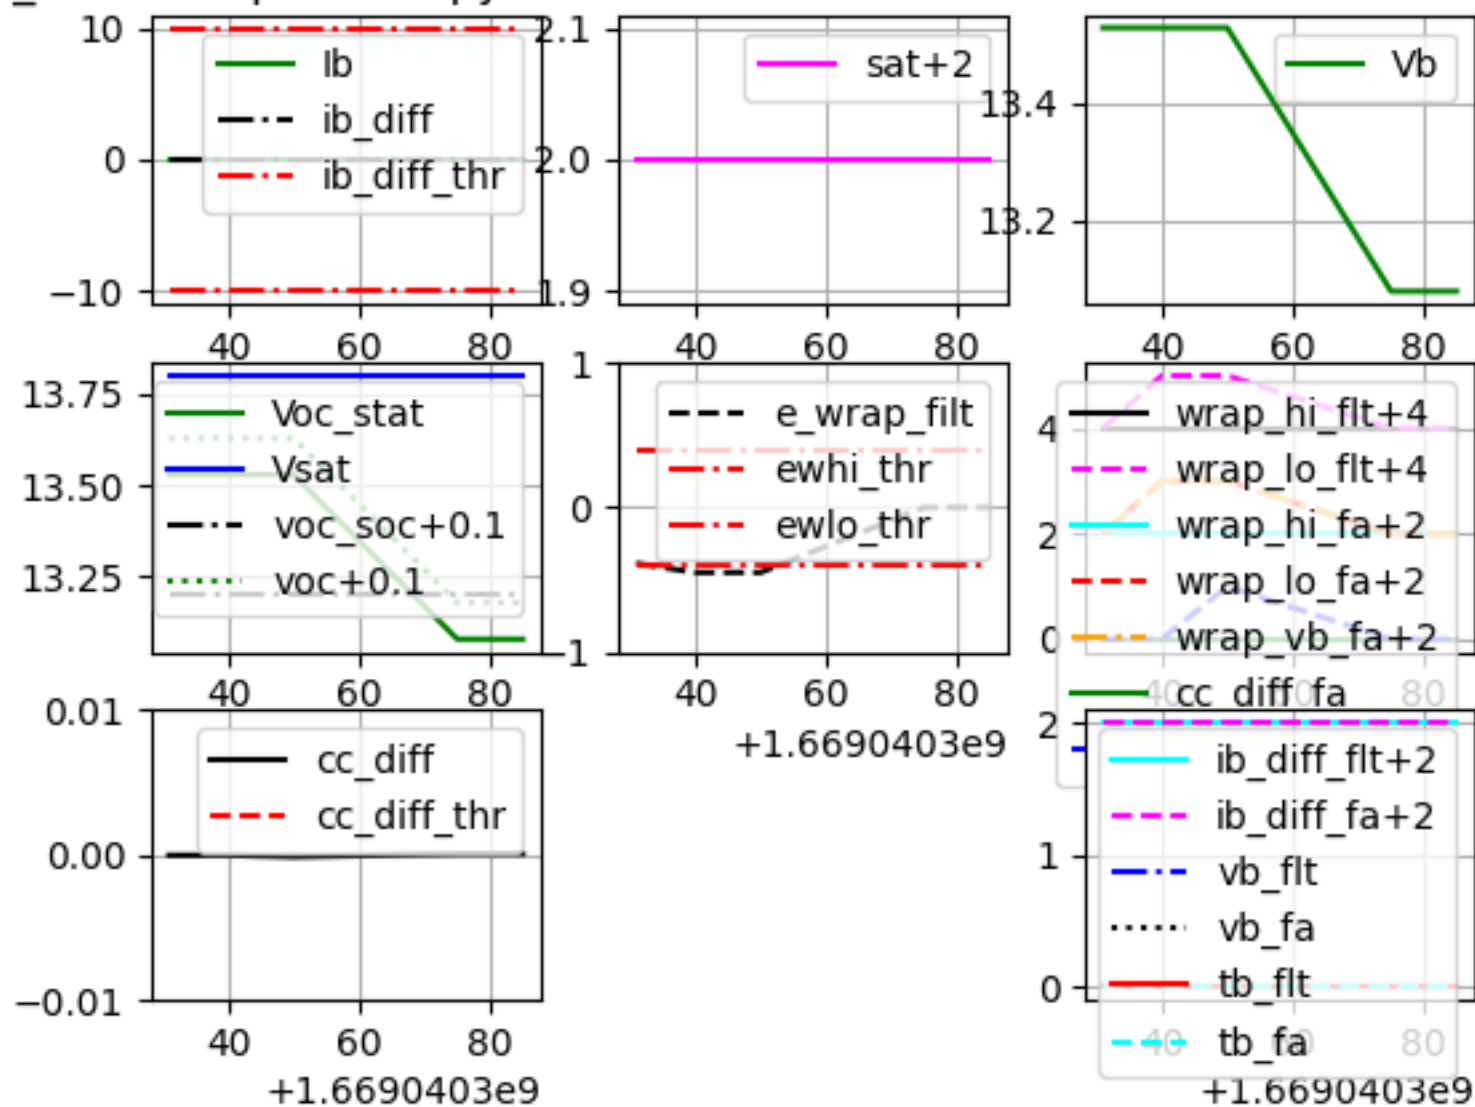 10
0
−10
Ib
ib_diff
ib_diff_thr
40 60 80
2.1
2.0
1.9
sat+2
40 60 80
13.4
13.2
Vb
40 60 80
13.75
13.50
13.25
Voc_stat
Vsat
voc_soc+0.1
voc+0.1
1
0
−1
e_wrap_filt
ewhi_thr
ewlo_thr
40 60 80
+1.6690403e9
4
2
0
wrap_hi_flt+4
wrap_lo_flt+4
wrap_hi_fa+2
wrap_lo_fa+2
wrap_vb_fa+2
cc_diff_fa
40 60 80
0.01
0.00
−0.01
cc_diff
cc_diff_thr
40 60 80
+1.6690403e9
2
1
0
ib_diff_flt+2
ib_diff_fa+2
vb_flt
vb_fa
tb_flt
tb_fa
40 60 80
+1.6690403e9